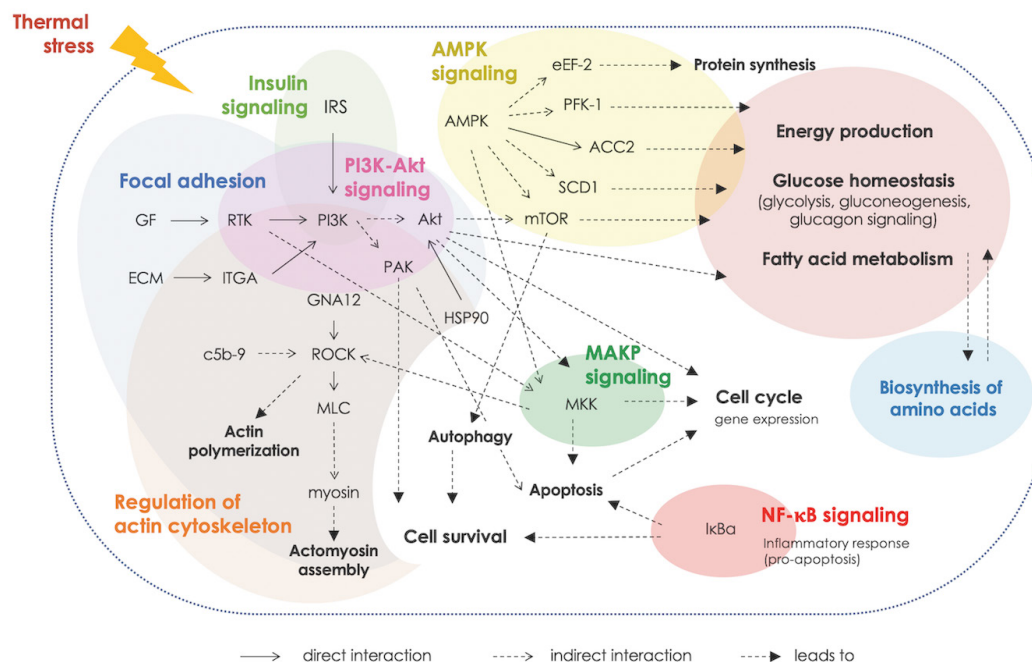 Thermal
stress
Insulin
signaling
IRS
AMPK
signaling
eEF-2
Protein synthesis
PFK-1
AMPK
ACC2
Energy production
SCD1
Glucose homeostasis
(glycolysis, gluconeogenesis,
glucagon signaling)
Fatty acid metabolism
Focal adhesion
PI3K-Akt
signaling
GF
RTK
PI3K
Akt
mTOR
PAK
ECM
ITGA
GNA12
HSP90
c5b-9
ROCK
MAKP
signaling
MKK
Cell cycle
gene expression
Biosynthesis of
amino acids
MLC
Actin
polymerization
Autophagy
myosin
Apoptosis
Regulation of
actin cytoskeleton
Actomyosin
assembly
Cell survival
IκBa
NF-κB signaling
Inflammatory response
(pro-apoptosis)
direct interaction
indirect interaction
leads to